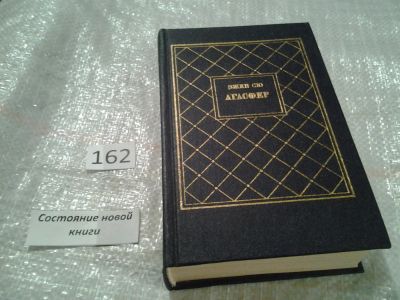 ЭЖЕН СЮ
АГАСФЕР
162
Состояние новой
книги